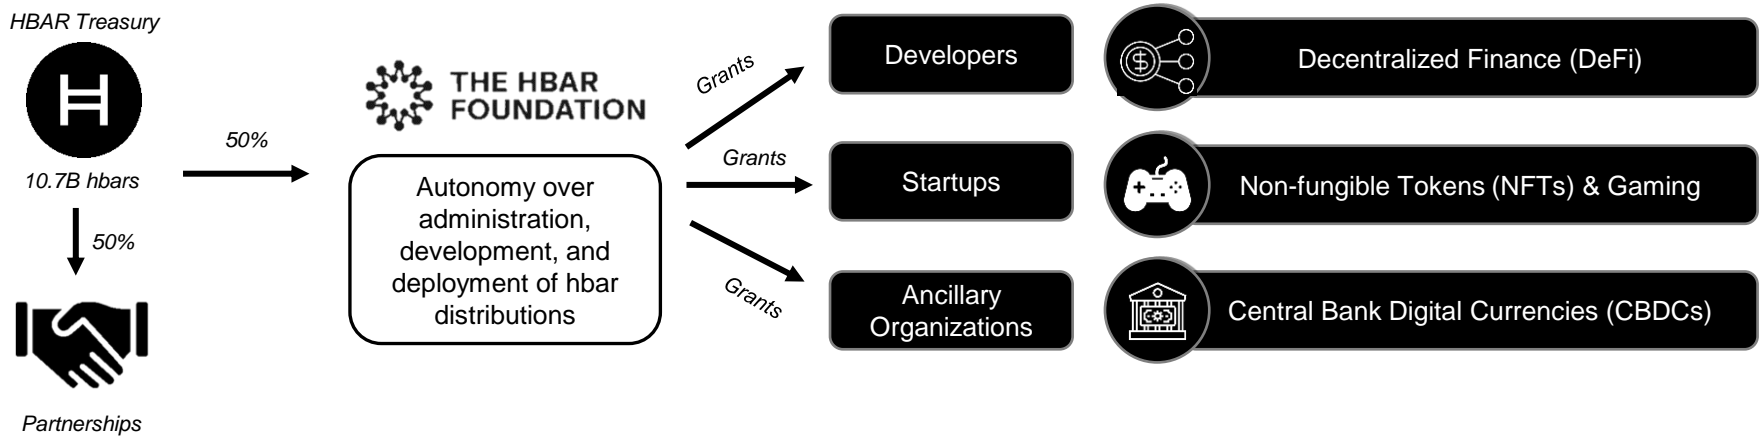 HBAR Treasury
10.7B hbars
50%
Partnerships
50%
THE HBAR
FOUNDATION
Autonomy over
administration,
development, and
deployment of hbar
distributions
Grants
Grants
Grants
Developers
Startups
Ancillary
Organizations
Decentralized Finance (DeFi)
Non-fungible Tokens (NFTs) & Gaming
Central Bank Digital Currencies (CBDCs)